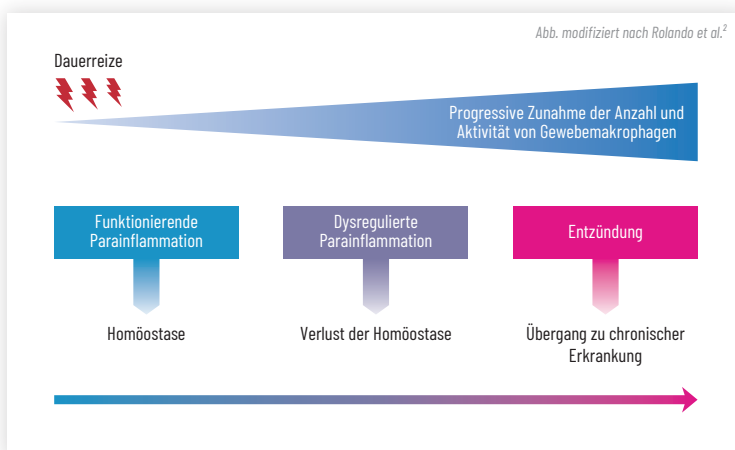 Abb. modifiziert nach Rolando et al.²
Dauerreize
Progressive Zunahme der Anzahl und
Aktivität von Gewebemakrophagen
Funktionierende
Parainflammation
Dysregulierte
Parainflammation
Entzündung
Homöostase
Verlust der Homöostase
Übergang zu chronischer
Erkrankung